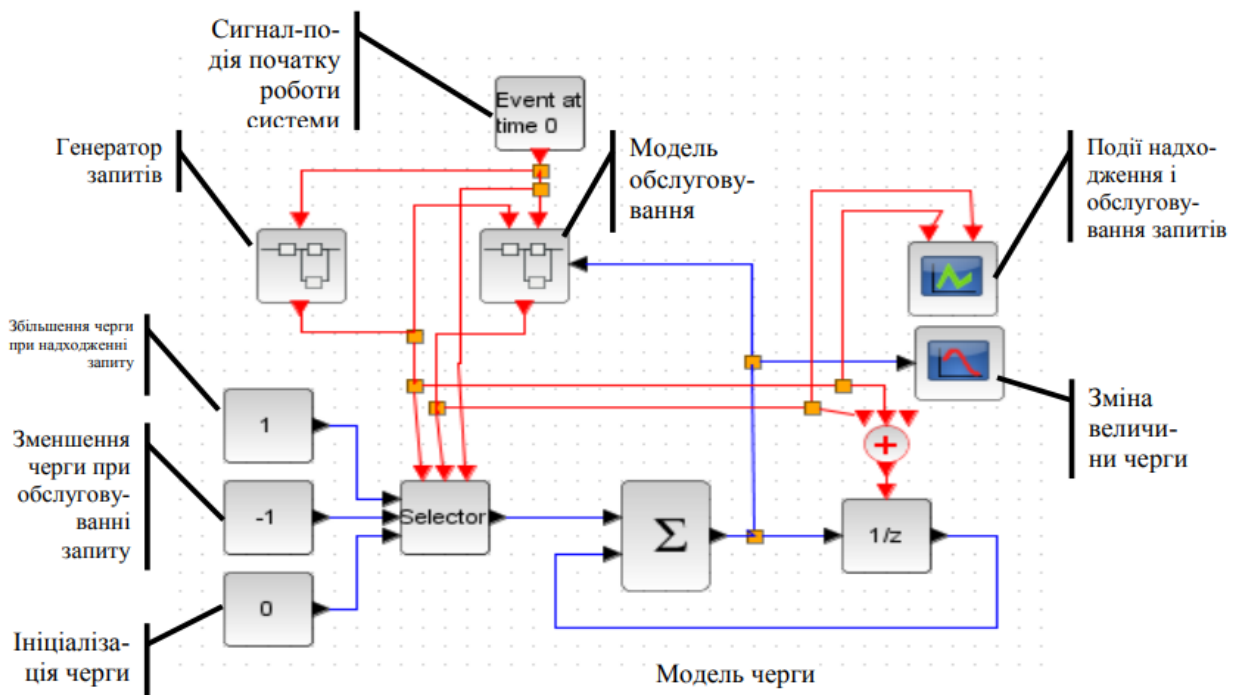 Сигнал-по-
дія початку
роботи
системи
Event at
time 0
Генератор
запитів
Модель
обслугову-
вання
Події надхо-
дження і
обслугову-
вання запитів
Збільшення черги
при надходженні
запиту
1
Зменшення
черги при
обслугову-
ванні
запиту
-1
0
Ініціаліза-
ція черги
Selector
Σ
+
1/z
Зміна
величи-
ни черги
Модель черги